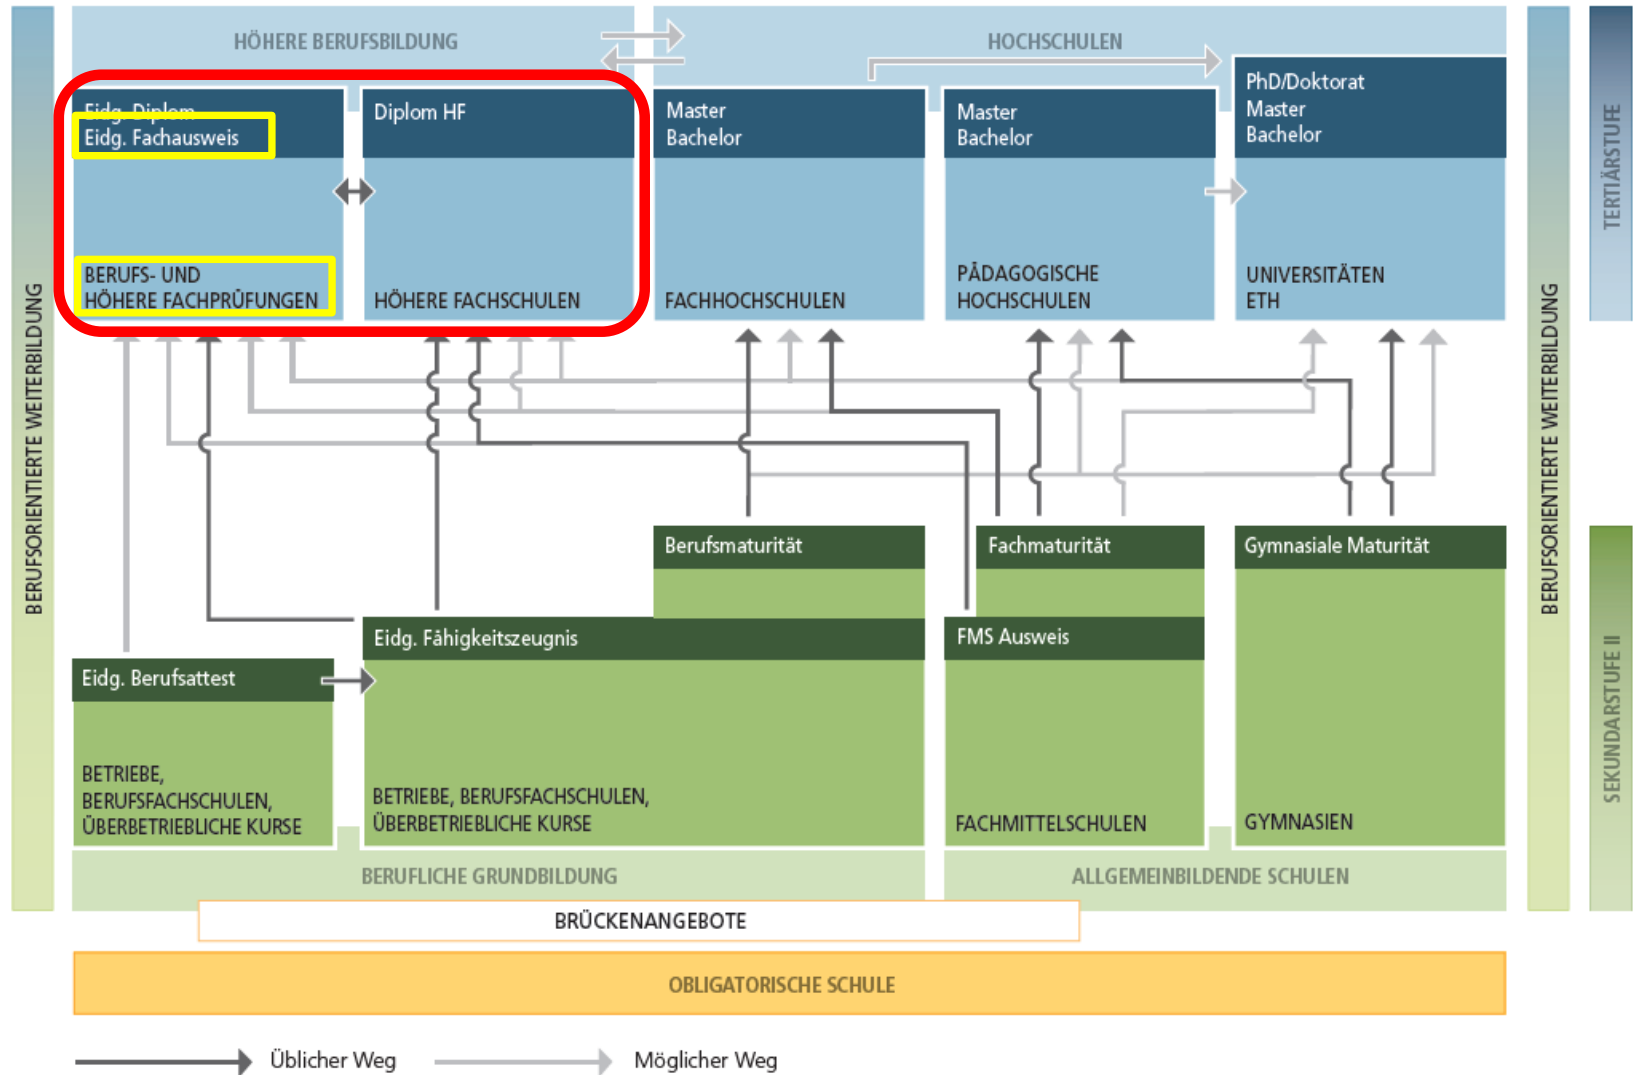 HÖHERE BERUFSBILDUNG
HOCHSCHULEN
Eidg. Diplom
Eidg. Fachausweis
Diplom HF
Master
Bachelor
Master
Bachelor
PhD/Doktorat
Master
Bachelor
BERUFS- UND
HÖHERE FACHPRÜFUNGEN
HÖHERE FACHSCHULEN
FACHHOCHSCHULEN
PÄDAGOGISCHE
HOCHSCHULEN
UNIVERSITÄTEN
ETH
TERTIÄRSTUFE
BERUFSORIENTIERTE WEITERBILDUNG
BERUFSORIENTIERTE WEITERBILDUNG
Berufsmaturität
Fachmaturität
Gymnasiale Maturität
Eidg. Fähigkeitszeugnis
FMS Ausweis
Eidg. Berufsattest
SEKUNDARSTUFE II
BETRIEBE,
BERUFSFACHSCHULEN,
ÜBERBETRIEBLICHE KURSE
BETRIEBE, BERUFSFACHSCHULEN,
ÜBERBETRIEBLICHE KURSE
FACHMITTELSCHULEN
GYMNASIEN
BERUFLICHE GRUNDBILDUNG
ALLGEMEINBILDENDE SCHULEN
BRÜCKENANGEBOTE
OBLIGATORISCHE SCHULE
Üblicher Weg
Möglicher Weg